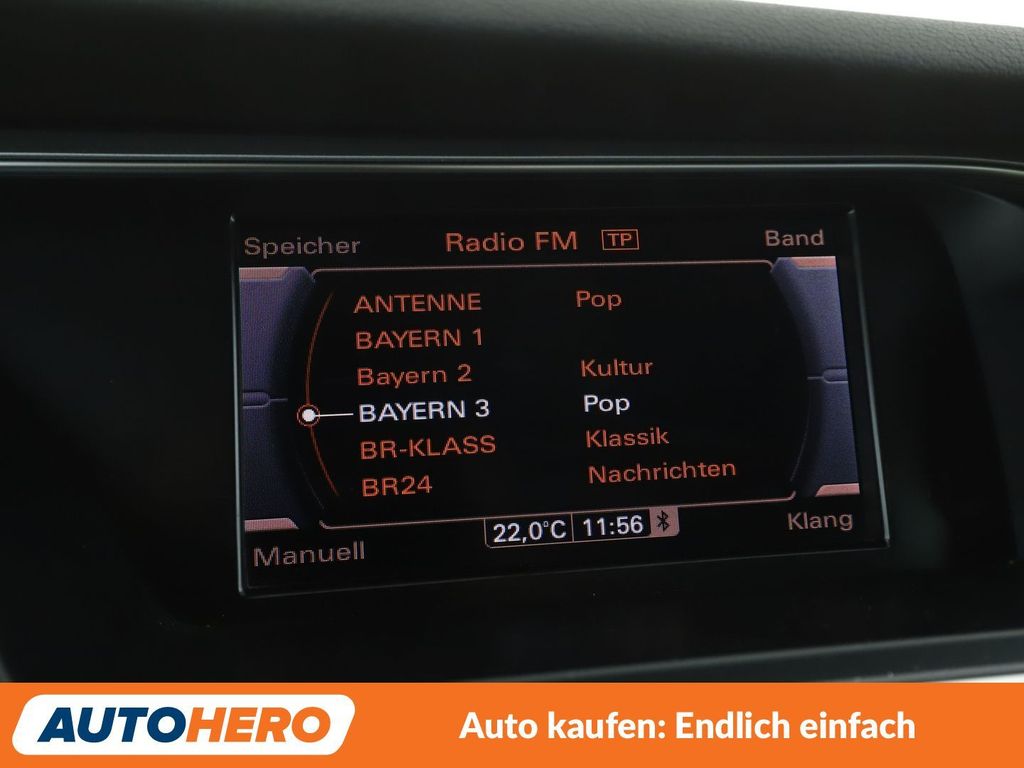 Speicher Radio FM TP Band
ANTENNE Pop
BAYERN 1
Bayern 2 Kultur
BAYERN 3 Pop
BR-KLASS Klassik
BR24 Nachrichten
22,0°C 11:56
Manuell Klang
AUTOHERO Auto kaufen: Endlich einfach